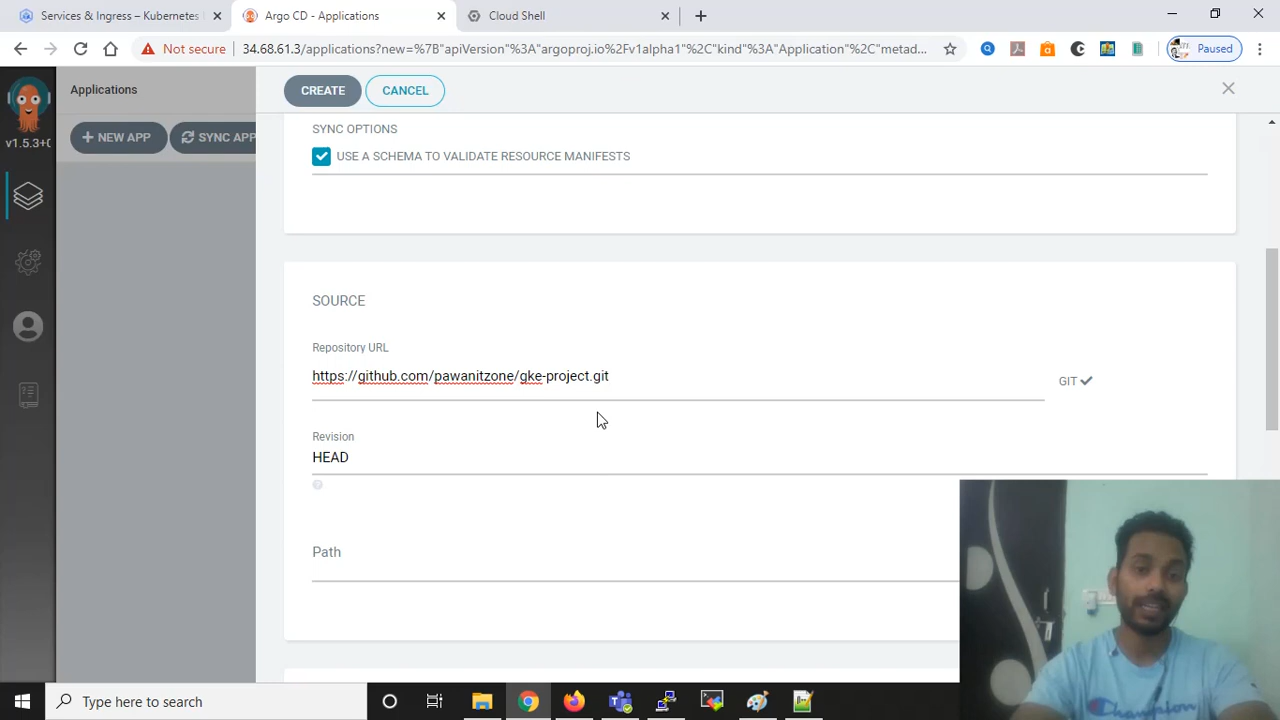 Services & Ingress – Kubernetes
Argo CD - Applications
Cloud Shell
Not secure
34.68.61.3/applications?new=%7B"apiVersion"%3A"argoproj.io%2Fv1alpha1"%2C"kind"%3A"Application"%2C"metad...
Paused
Applications
CREATE
CANCEL
v1.5.3+0
NEW APP
SYNC APP
SYNC OPTIONS
USE A SCHEMA TO VALIDATE RESOURCE MANIFESTS
SOURCE
Repository URL
https://github.com/pawanitzone/gke-project.git
GIT
Revision
HEAD
Path
Type here to search
Champion